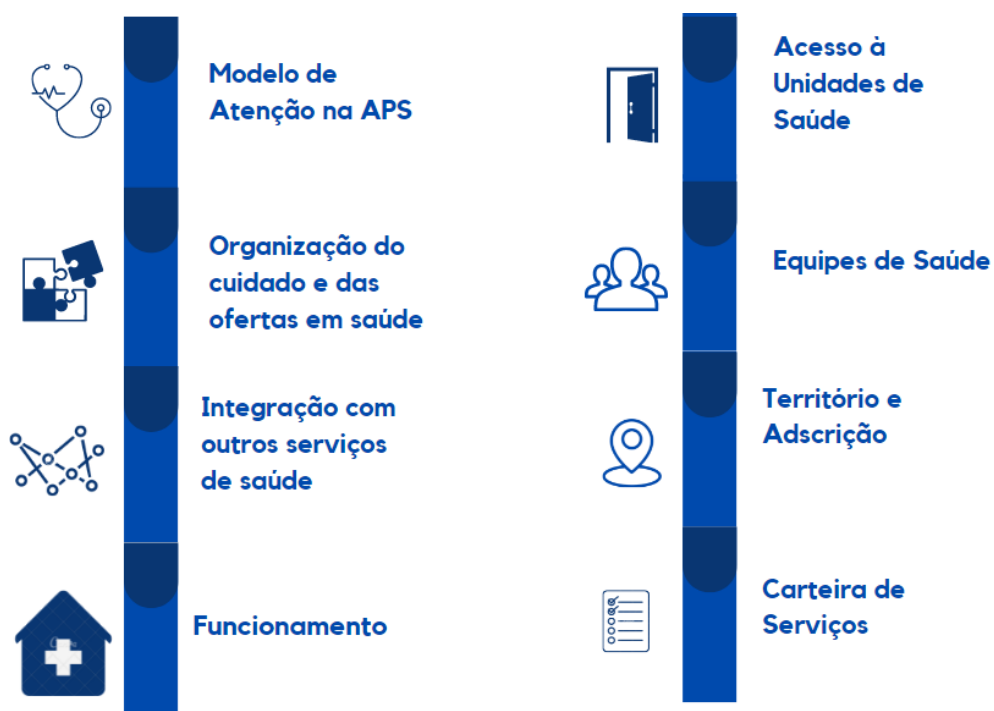 Modelo de
Atenção na APS
Organização do
cuidado e das
ofertas em saúde
Integração com
outros serviços
de saúde
Funcionamento
Acesso à
Unidades de
Saúde
Equipes de Saúde
Território e
Adscrição
Carteira de
Serviços